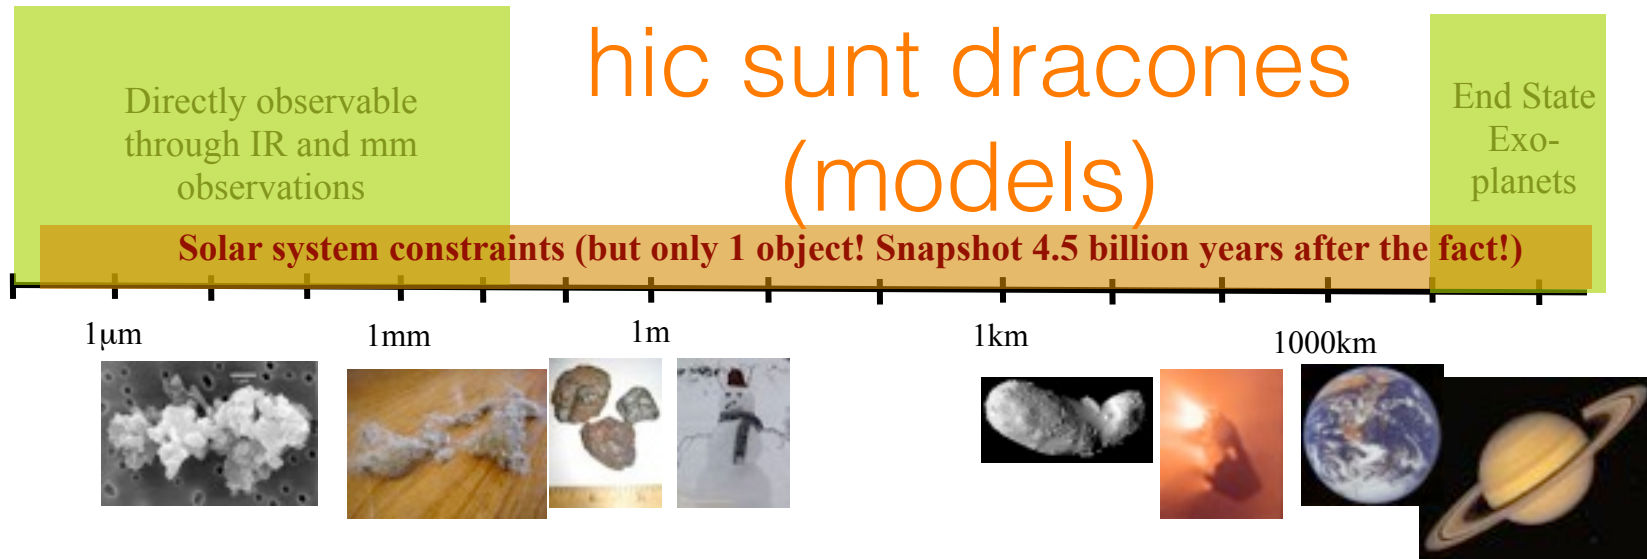 hic sunt dracones
(models)
Directly observable
through IR and mm
observations
End State
Exo-
planets
Solar system constraints (but only 1 object! Snapshot 4.5 billion years after the fact!)
1μm
1mm
1m
1km
1000km